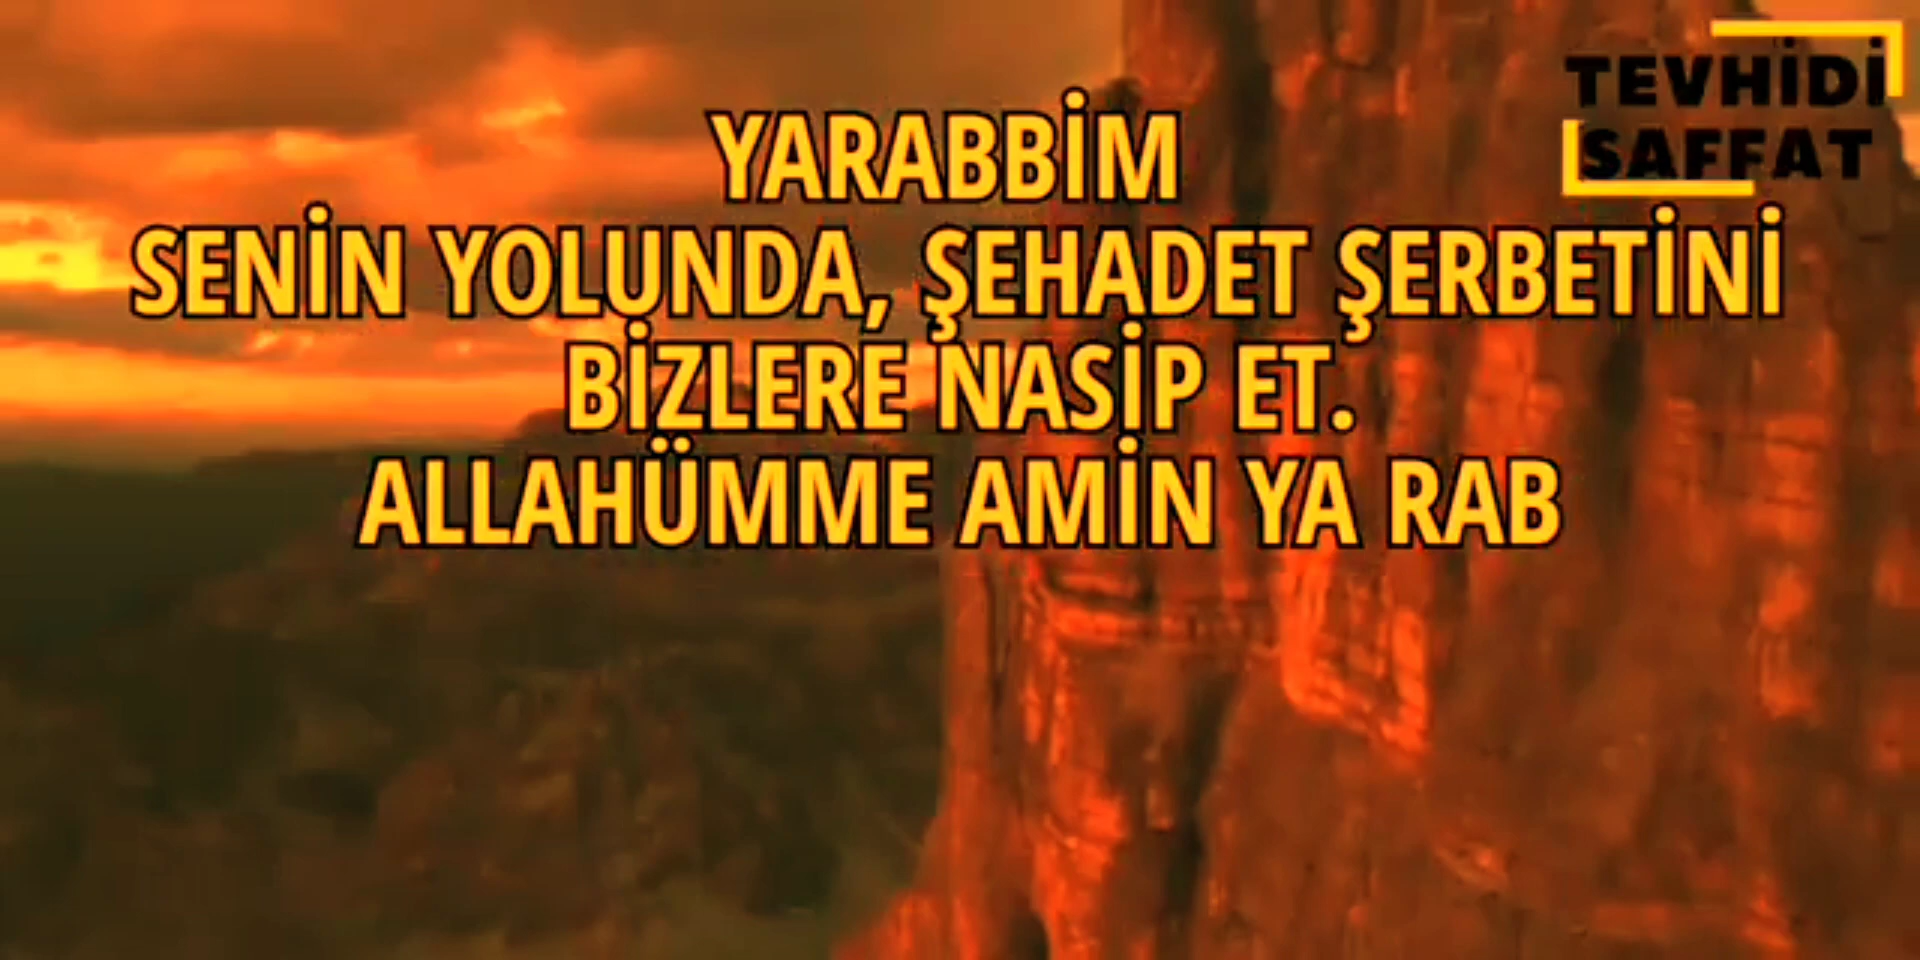 TEVHİDİ
SAFFAT
YARABBİM
SENİN YOLUNDA, ŞEHADET ŞERBETİNİ
BİZLERE NASİP ET.
ALLAHÜMME AMİN YA RAB